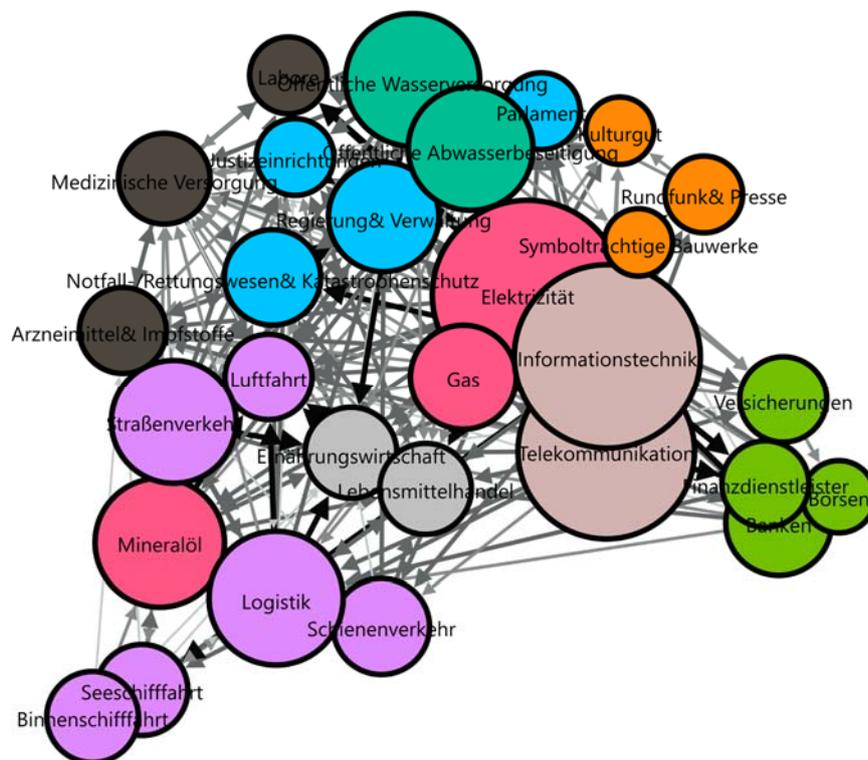 Labore
Öffentliche Wasserversorgung
Parlament
Kulturgut
Öffentliche Abwasserbeseitigung
Justizeinrichtungen
Medizinische Versorgung
Rundfunk& Presse
Regierung& Verwaltung
Symbolträchtige Bauwerke
Notfall-/Rettungswesen& Katastrophenschutz
Elektrizität
Arzneimittel& Impfstoffe
Informationstechnik
Luftfahrt
Gas
Versicherungen
Straßenverkehr
Ernährungswirtschaft
Telekommunikation
Lebensmittelhandel
Finanzdienstleister
Börsen
Banken
Mineralöl
Logistik
Schienenverkehr
Seeschifffahrt
Binnenschifffahrt